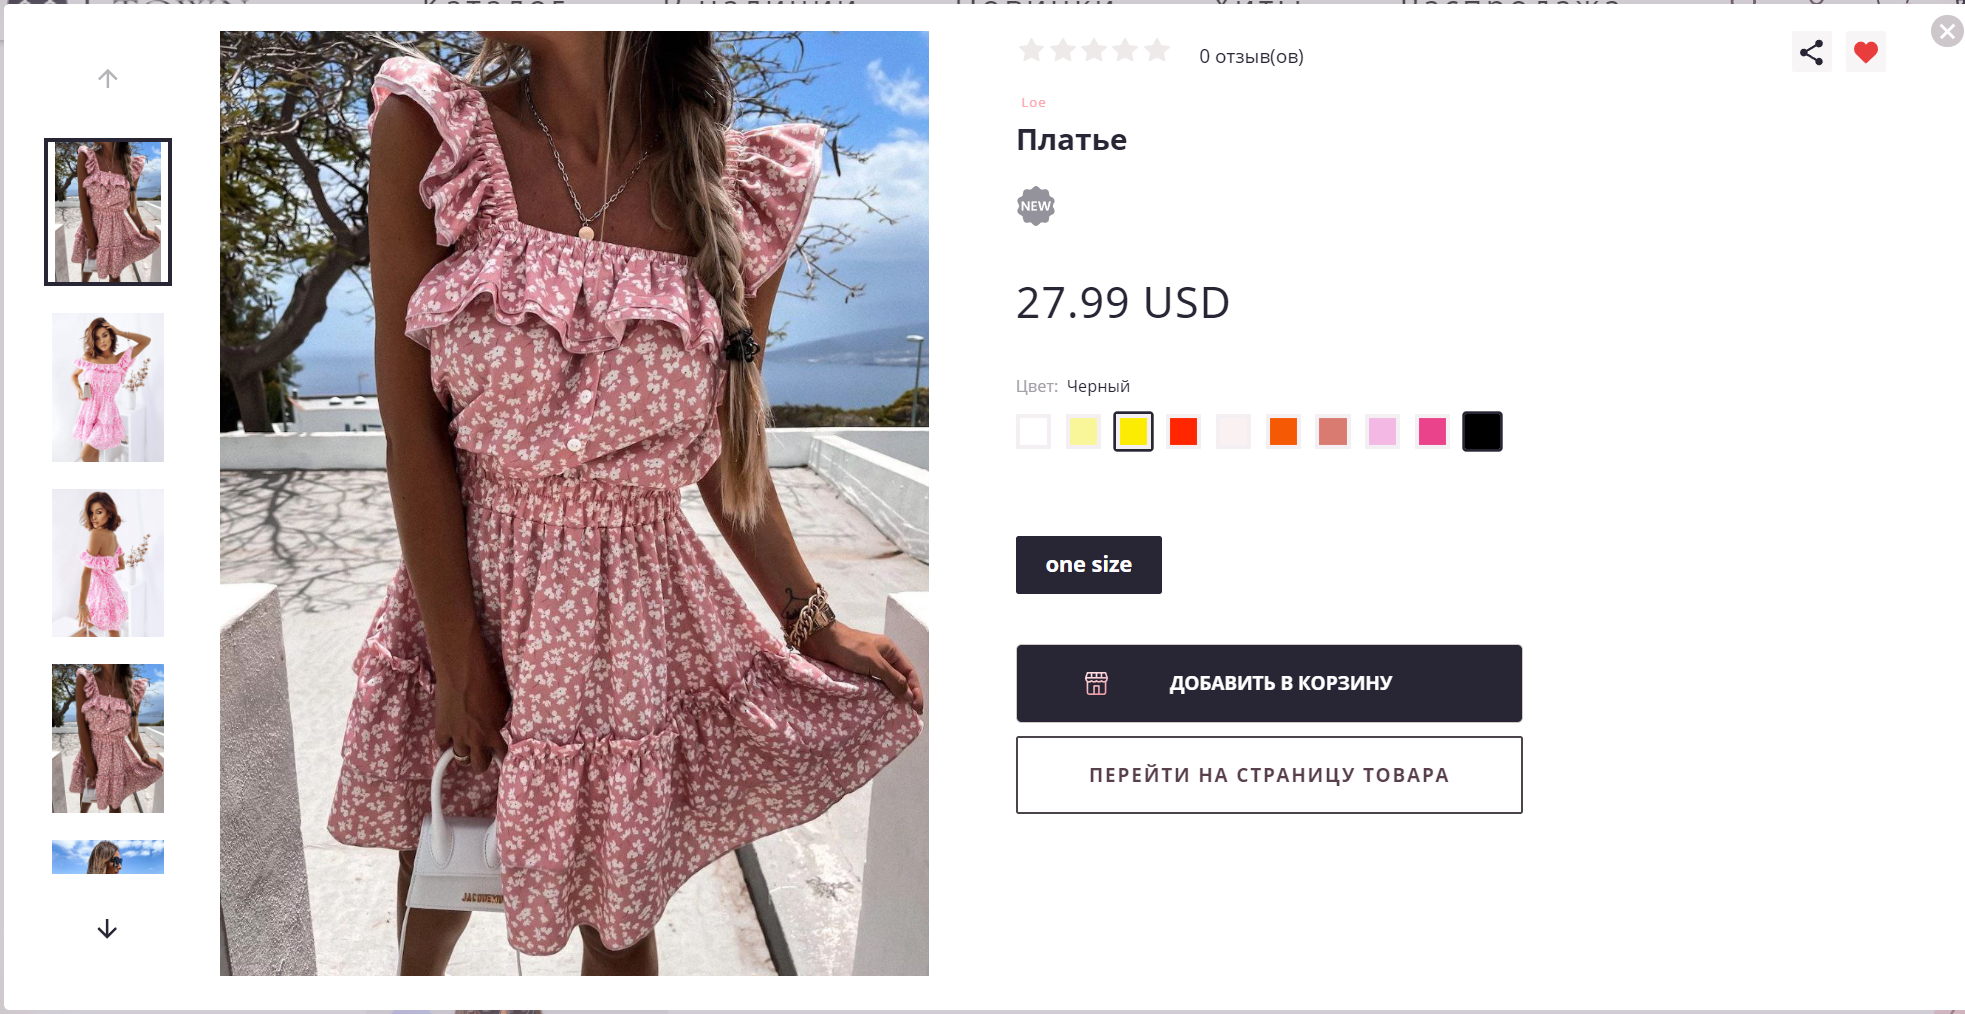 0 отзыв(ов)
Loe
Платье
NEW
27.99 USD
Цвет: Черный
one size
ДОБАВИТЬ В КОРЗИНУ
ПЕРЕЙТИ НА СТРАНИЦУ ТОВАРА